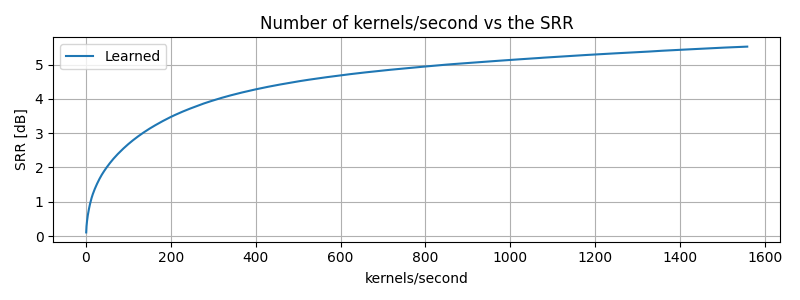 Number of kernels/second vs the SRR
Learned
SRR [dB]
5
4
3
2
1
0
0 200 400 600 800 1000 1200 1400 1600
kernels/second